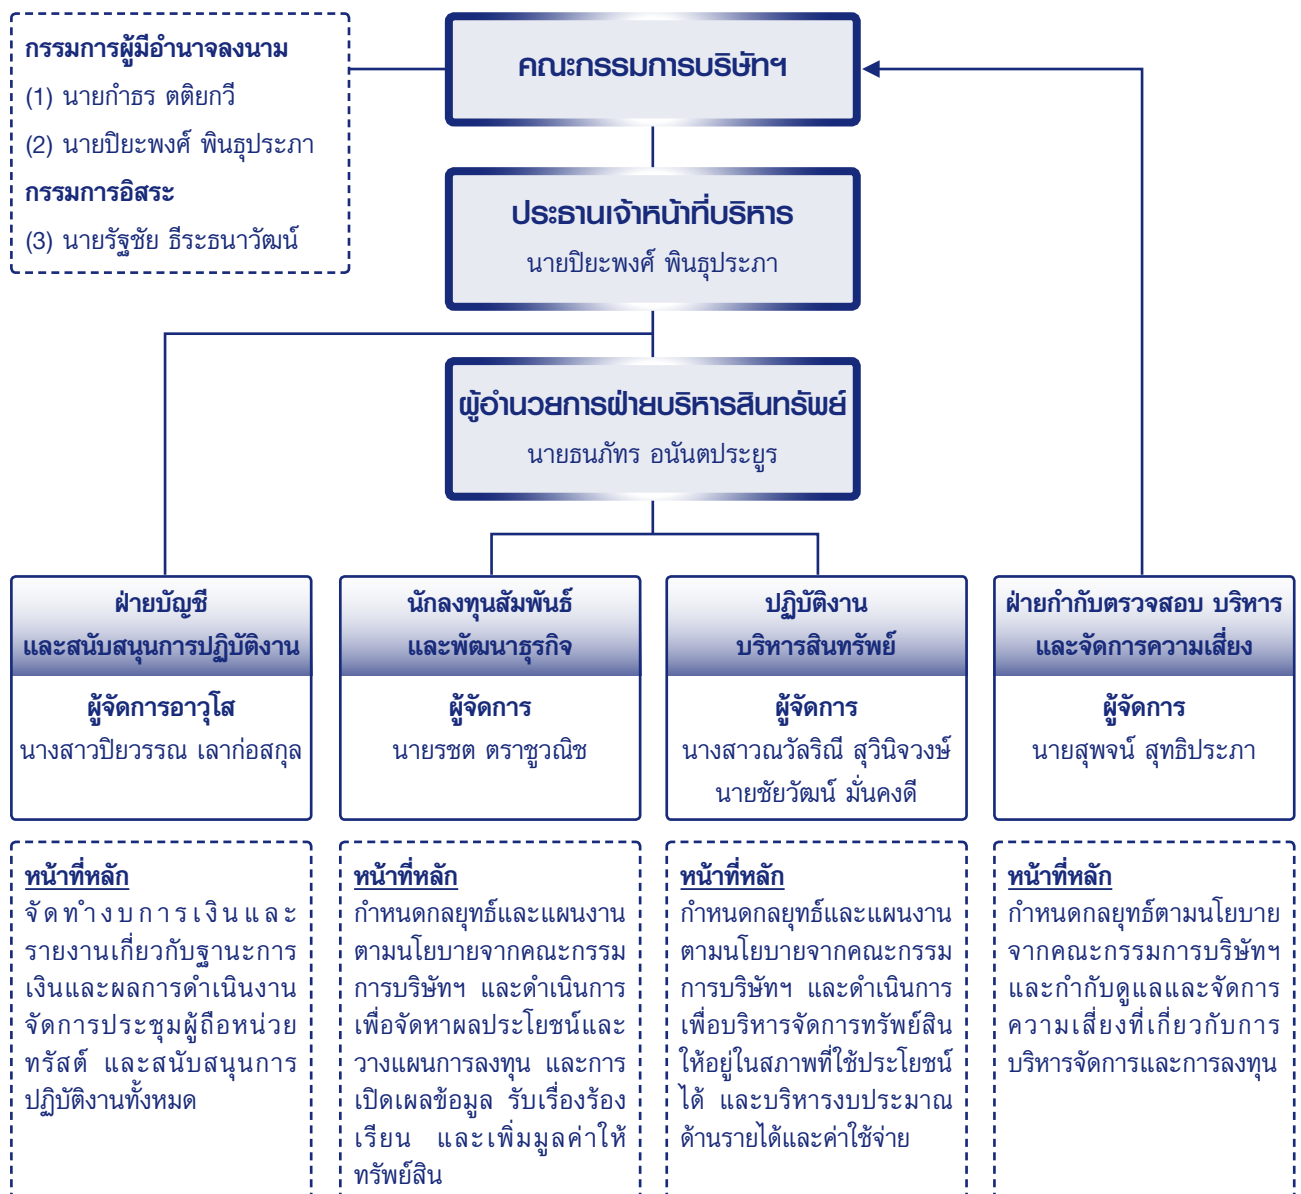 กรรมการผู้มีอำนาจลงนาม
(1) นายกำธร ตติยกวี
(2) นายปิยะพงศ์ พินธุประภา
กรรมการอิสระ
(3) นายรัฐชัย ธีระธนาวัฒน์
คณะกรรมการบริษัทฯ
ประธานเจ้าหน้าที่บริหาร
นายปิยะพงศ์ พินธุประภา
ผู้อำนวยการฝ่ายบริหารสินทรัพย์
นายธนภัทร อนันตประยูร
ฝ่ายบัญชี
และสนับสนุนการปฏิบัติงาน
ผู้จัดการอาวุโส
นางสาวปิยวรรณ เลาก่อสกุล
นักลงทุนสัมพันธ์
และพัฒนาธุรกิจ
ผู้จัดการ
นายรชต ตราชูวณิช
ปฏิบัติงาน
บริหารสินทรัพย์
ผู้จัดการ
นางสาวณวัลริณี สุวินิจวงษ์
นายชัยวัฒน์ มั่นคงดี
ฝ่ายกำกับตรวจสอบ บริหาร
และจัดการความเสี่ยง
ผู้จัดการ
นายสุพจน์ สุทธิประภา
หน้าที่หลัก
จัดทำงบการเงินและ
รายงานเกี่ยวกับฐานะการ
เงินและผลการดำเนินงาน
จัดการประชุมผู้ถือหน่วย
ทรัสต์ และสนับสนุนการ
ปฏิบัติงานทั้งหมด
หน้าที่หลัก
กำหนดกลยุทธ์และแผนงาน
ตามนโยบายจากคณะกรรม
การบริษัทฯ และดำเนินการ
เพื่อจัดหาผลประโยชน์และ
วางแผนการลงทุน และการ
เปิดเผลข้อมูล รับเรื่องร้อง
เรียน และเพิ่มมูลค่าให้
ทรัพย์สิน
หน้าที่หลัก
กำหนดกลยุทธ์และแผนงาน
ตามนโยบายจากคณะกรรม
การบริษัทฯ และดำเนินการ
เพื่อบริหารจัดการทรัพย์สิน
ให้อยู่ในสภาพที่ใช้ประโยชน์
ได้ และบริหารงบประมาณ
ด้านรายได้และค่าใช้จ่าย
หน้าที่หลัก
กำหนดกลยุทธ์ตามนโยบาย
จากคณะกรรมการบริษัทฯ
และกำกับดูแลและจัดการ
ความเสี่ยงที่เกี่ยวกับการ
บริหารจัดการและการลงทุน